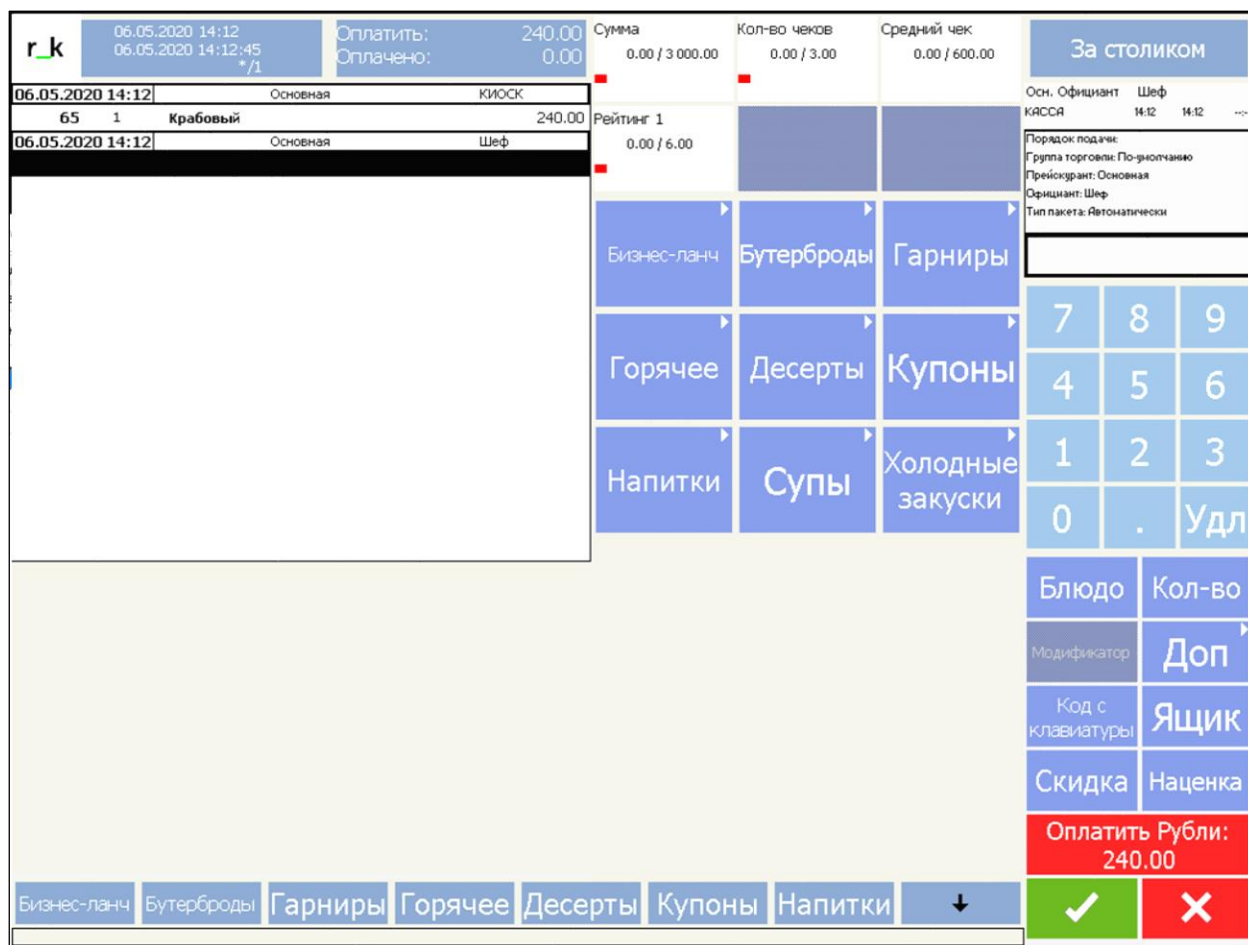 r_k
06.05.2020 14:12
06.05.2020 14:12:45
*/1
Оплатить: 240.00
Оплачено: 0.00
Сумма
0.00 / 3 000.00
Кол-во чеков
0.00 / 3.00
Средний чек
0.00 / 600.00
За столиком
06.05.2020 14:12 Основная КИОСК
65 1 Крабовый 240.00
06.05.2020 14:12 Основная Шеф
Рейтинг 1
0.00 / 6.00
Осн. Официант Шеф
КАССА 14:12 14:12 --:-
Порядок подачи:
Группа торговли: По-умолчанию
Прейскурант: Основная
Официант: Шеф
Тип пакета: Автоматически
Бизнес-ланч Бутерброды Гарниры
Горячее Десерты Купоны
Напитки Супы Холодные
закуски
7 8 9
4 5 6
1 2 3
0 . Удл
Блюдо Кол-во
Модификатор Доп
Код с
клавиатуры Ящик
Скидка Наценка
Оплатить Рубли:
240.00
Бизнес-ланч Бутерброды Гарниры Горячее Десерты Купоны Напитки